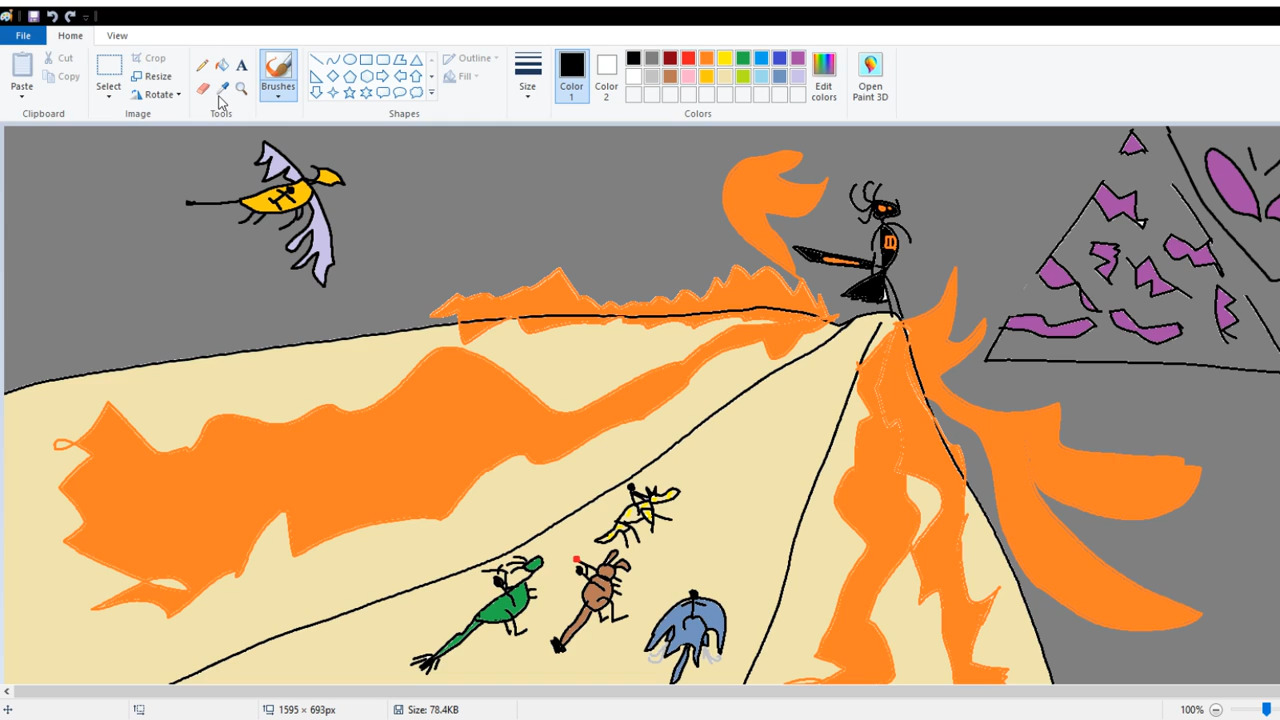 File Home View
Cut
Copy
Paste
Clipboard
Crop
Resize
Rotate
Select
Image
A
Tools
Brushes
Outline
Fill
Shapes
Size
Color
1
Color
2
Edit
colors
Colors
Open
Paint 3D
1595 × 693px
Size: 78.4KB
100%